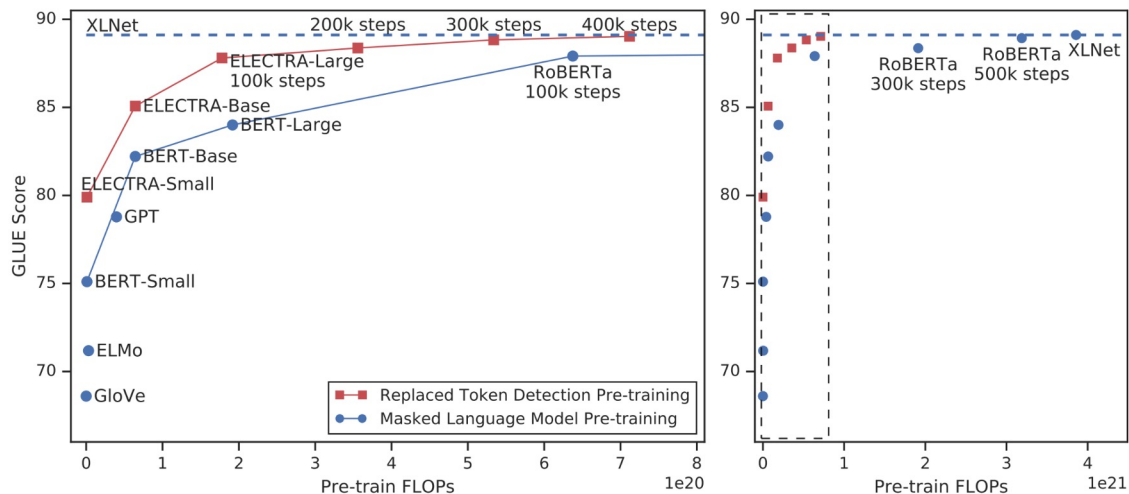 90
85
80
75
70
GLUE Score
XLNet
200k steps
300k steps
400k steps
ELECTRA-Large
100k steps
RoBERTa
100k steps
ELECTRA-Base
BERT-Large
BERT-Base
ELECTRA-Small
GPT
BERT-Small
ELMo
GloVe
Replaced Token Detection Pre-training
Masked Language Model Pre-training
0 1 2 3 4 5 6 7 8
Pre-train FLOPs
1e20
90
85
80
75
70
RoBERTa
300k steps
RoBERTa
500k steps
XLNet
0 1 2 3 4
Pre-train FLOPs
1e21